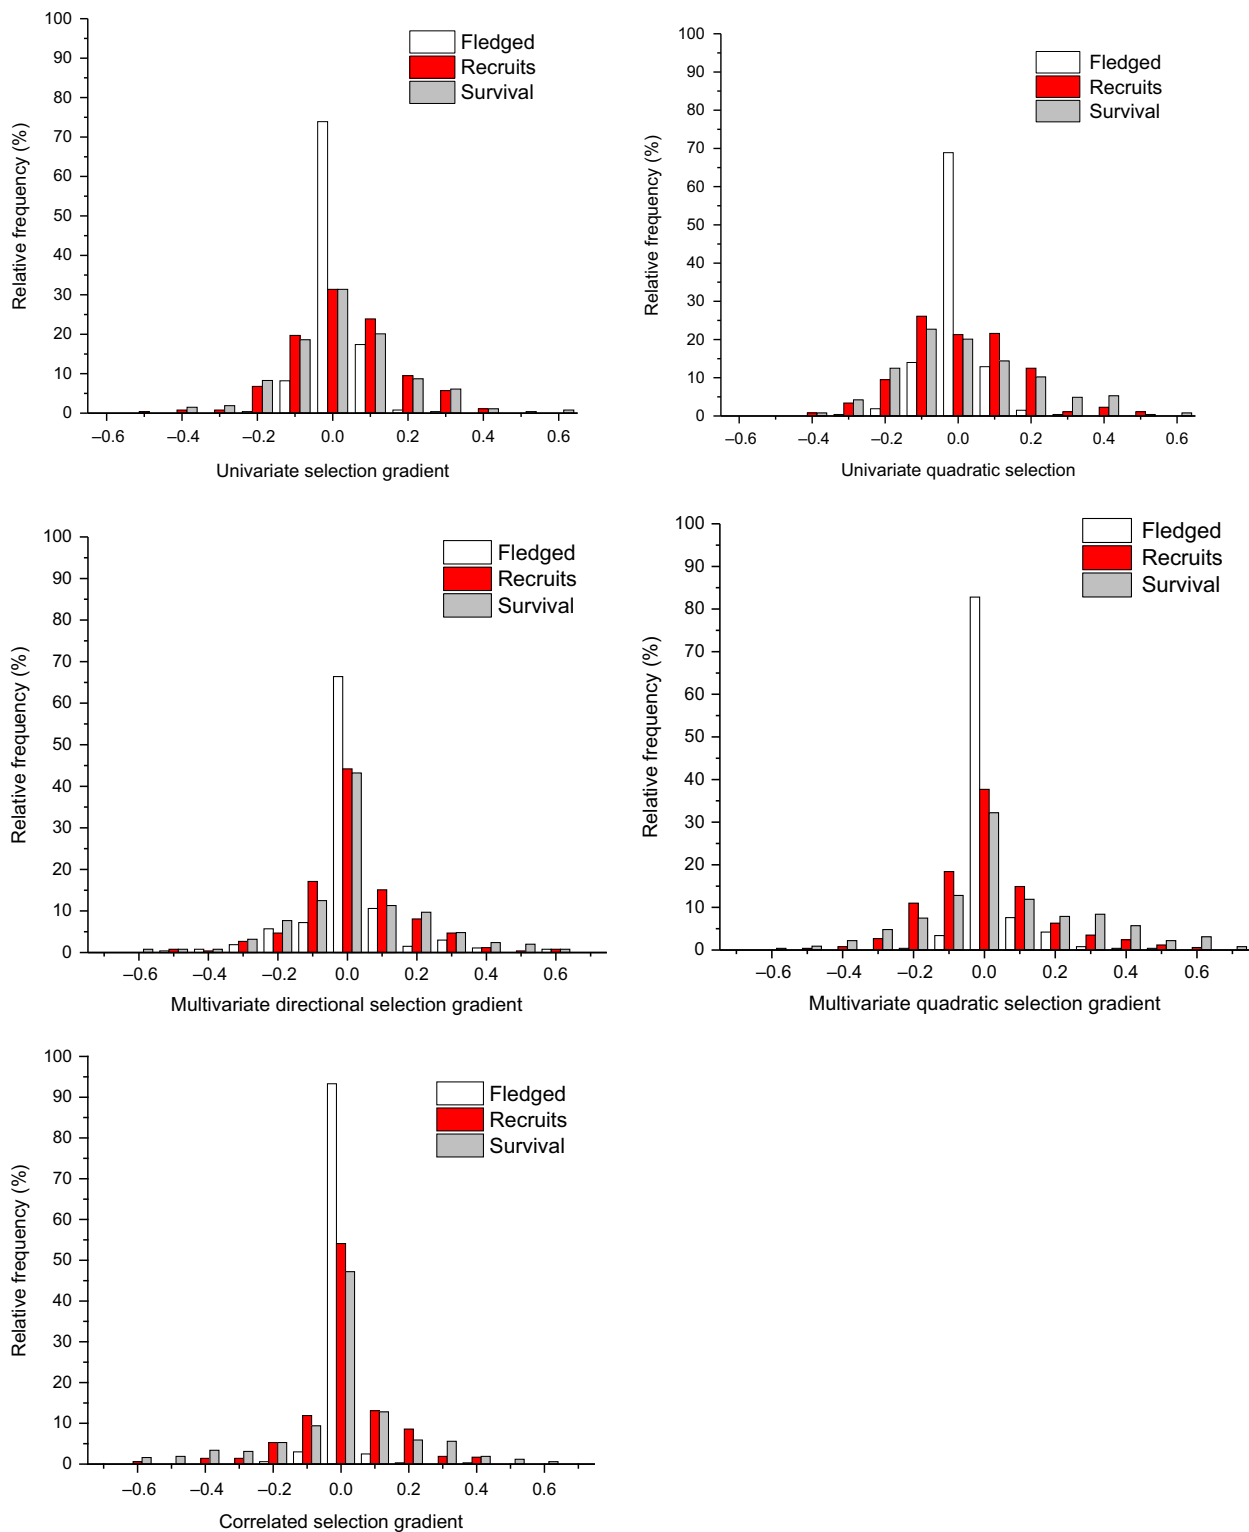 100
90
80
70
60
50
40
30
20
10
0
Relative frequency (%)
Fledged
Recruits
Survival
–0.6 –0.4 –0.2 0.0 0.2 0.4 0.6
Univariate selection gradient
100
90
80
70
60
50
40
30
20
10
0
Relative frequency (%)
Fledged
Recruits
Survival
–0.6 –0.4 –0.2 0.0 0.2 0.4 0.6
Univariate quadratic selection
100
90
80
70
60
50
40
30
20
10
0
Relative frequency (%)
Fledged
Recruits
Survival
–0.6 –0.4 –0.2 0.0 0.2 0.4 0.6
Multivariate directional selection gradient
100
90
80
70
60
50
40
30
20
10
0
Relative frequency (%)
Fledged
Recruits
Survival
–0.6 –0.4 –0.2 0.0 0.2 0.4 0.6
Multivariate quadratic selection gradient
100
90
80
70
60
50
40
30
20
10
0
Relative frequency (%)
Fledged
Recruits
Survival
–0.6 –0.4 –0.2 0.0 0.2 0.4 0.6
Correlated selection gradient